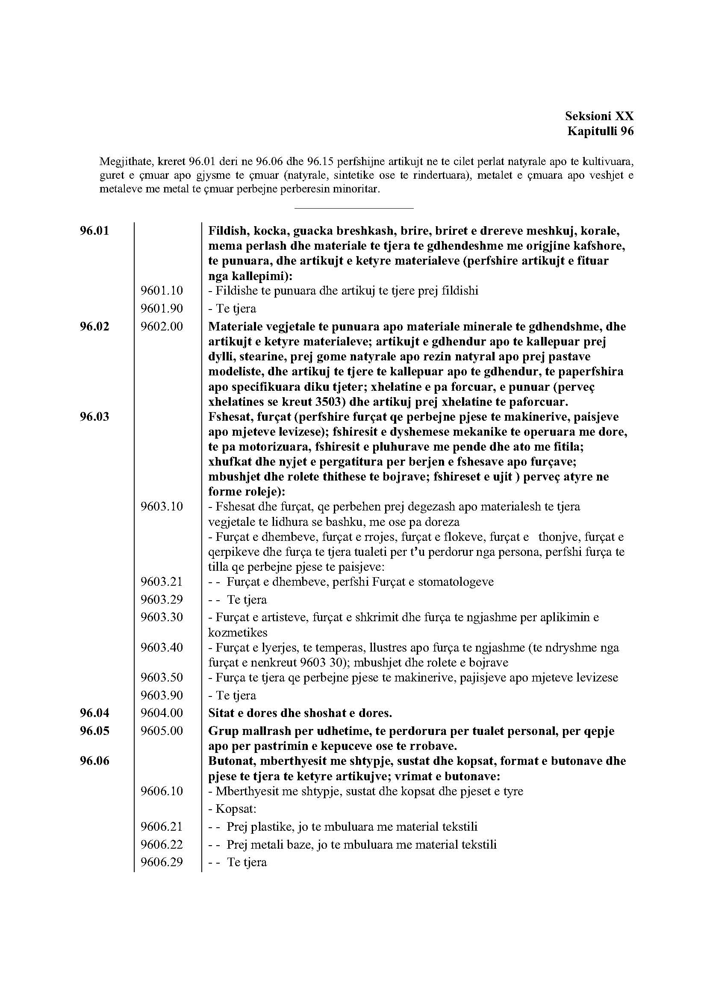 Seksioni XX
Kapitulli 96
Megjithate, kreret 96.01 deri ne 96.06 dhe 96.15 perfshijne artikujt ne te cilet perlat natyrale apo te kultivuara,
guret e çmuar apo gjysme te çmuar (natyrale, sintetike ose te rindertuara), metalet e çmuara apo veshjet e
metaleve me metal te çmuar perbejne perberesin minoritar.
96.01 Fildish, kocka, guacka breshkash, brire, briret e drereve meshkuj, korale,
mema perlash dhe materiale te tjera te gdhendeshme me origjine kafshore,
te punuara, dhe artikujt e ketyre materialeve (perfshire artikujt e fituar
nga kallepimi):
9601.10 - Fildishe te punuara dhe artikuj te tjere prej fildishi
9601.90 - Te tjera
96.02 9602.00 Materiale vegjetale te punuara apo materiale minerale te gdhendshme, dhe
artikujt e ketyre materialeve; artikujt e gdhendur apo te kallepuar prej
dylli, stearine, prej gome natyrale apo rezin natyral apo prej pastave
modeliste, dhe artikuj te tjere te kallepuar apo te gdhendur, te paperfshira
apo specifikuara diku tjeter; xhelatine e pa forcuar, e punuar (perveç
xhelatines se kreut 3503) dhe artikuj prej xhelatine te paforcuar.
96.03 Fshesat, furçat (perfshire furçat qe perbejne pjese te makinerive, paisjeve
apo mjeteve levizese); fshiresit e dyshemese mekanike te operuara me dore,
te pa motorizuara, fshiresit e pluhurave me pende dhe ato me fitila;
xhufkat dhe nyjet e pergatitura per berjen e fshesave apo furçave;
mbushjet dhe rolete thithese te bojrave; fshireset e ujit ) perveç atyre ne
forme roleje):
9603.10 - Fshesat dhe furçat, qe perbehen prej degezash apo materialesh te tjera
vegjetale te lidhura se bashku, me ose pa doreza
- Furçat e dhembeve, furçat e rrojes, furçat e flokeve, furçat e thonjve, furçat e
qerpikeve dhe furça te tjera tualeti per t’u perdorur nga persona, perfshi furça te
tilla qe perbejne pjese te paisjeve:
9603.21 - - Furçat e dhembeve, perfshi Furçat e stomatologeve
9603.29 - - Te tjera
9603.30 - Furçat e artisteve, furçat e shkrimit dhe furça te ngjashme per aplikimin e
kozmetikes
9603.40 - Furçat e lyerjes, te temperas, llustres apo furça te ngjashme (te ndryshme nga
furçat e nenkreut 9603 30); mbushjet dhe rolete e bojrave
9603.50 - Furça te tjera qe perbejne pjese te makinerive, pajisjeve apo mjeteve levizese
9603.90 - Te tjera
96.04 9604.00 Sitat e dores dhe shoshat e dores.
96.05 9605.00 Grup mallrash per udhetime, te perdorura per tualet personal, per qepje
apo per pastrimin e kepuceve ose te rrobave.
96.06 Butonat, mberthyesit me shtypje, sustat dhe kopsat, format e butonave dhe
pjese te tjera te ketyre artikujve; vrimat e butonave:
9606.10 - Mberthyesit me shtypje, sustat dhe kopsat dhe pjeset e tyre
- Kopsat:
9606.21 - - Prej plastike, jo te mbuluara me material tekstili
9606.22 - - Prej metali baze, jo te mbuluara me material tekstili
9606.29 - - Te tjera